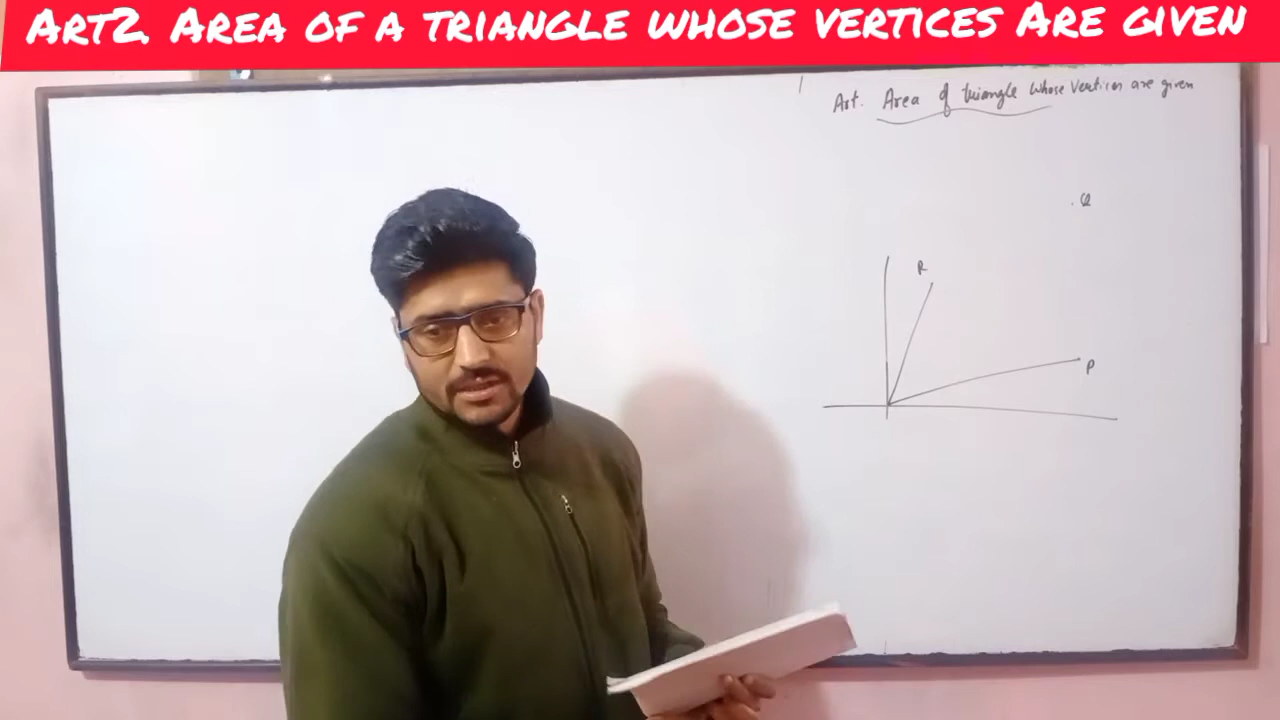 Art2. Area of a triangle whose vertices Are given
Art. Area of triangle whose vertices are given
Q
R
P